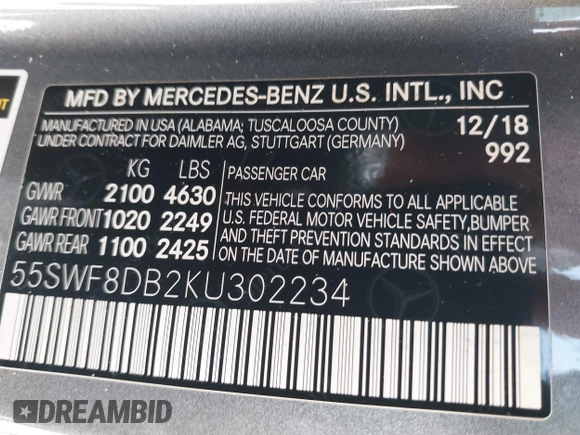 MFD BY MERCEDES-BENZ U.S. INTL., INC
MANUFACTURED IN USA (ALABAMA; TUSCALOOSA COUNTY)
UNDER CONTRACT FOR DAIMLER AG, STUTTGART (GERMANY)
12/18
992
KG LBS
GVWR 2100 4630
GAWR FRONT 1020 2249
GAWR REAR 1100 2425
PASSENGER CAR
THIS VEHICLE CONFORMS TO ALL APPLICABLE
U.S. FEDERAL MOTOR VEHICLE SAFETY, BUMPER
AND THEFT PREVENTION STANDARDS IN EFFECT ON
THE DATE OF MANUFACTURE SHOWN ABOVE.
55SWF8DB2KU302234
DREAMBID